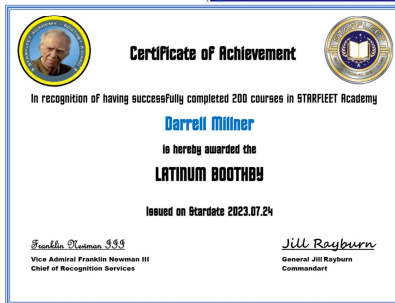 Certificate of Achievement
In recognition of having successfully completed 200 courses in STARFLEET Academy
Darrell Millner
is hereby awarded the
LATINUM BOOTHBY
Issued on Stardate 2023.07.24
Franklin Newman III
Jill Rayburn
Vice Admiral Franklin Newman III
General Jill Rayburn
Chief of Recognition Services
Commandart